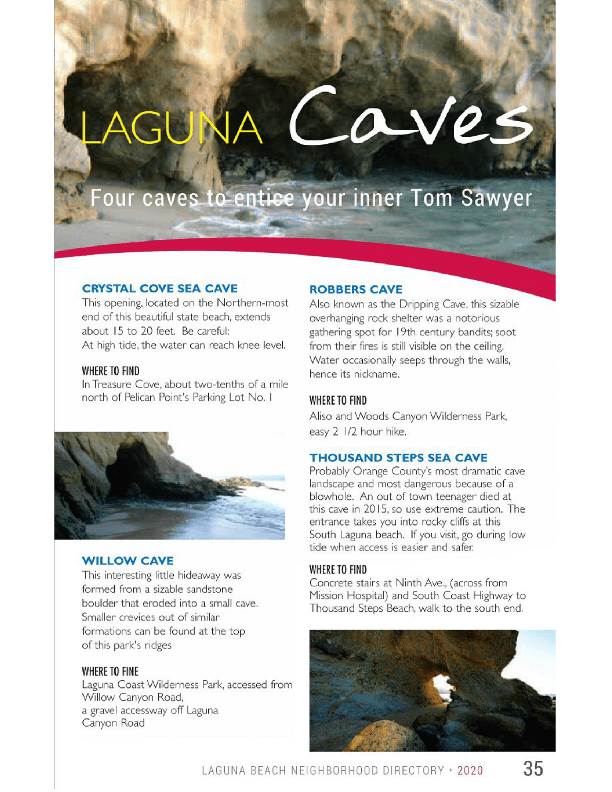 LAGUNA Caves
Four caves to entice your inner Tom Sawyer
CRYSTAL COVE SEA CAVE
This opening, located on the Northern-most
end of this beautiful state beach, extends
about 15 to 20 feet. Be careful:
At high tide, the water can reach knee level.
WHERE TO FIND
In Treasure Cove, about two-tenths of a mile
north of Pelican Point's Parking Lot No. 1
WILLOW CAVE
This interesting little hideaway was
formed from a sizable sandstone
boulder that eroded into a small cave.
Smaller crevices out of similar
formations can be found at the top
of this park's ridges
WHERE TO FINE
Laguna Coast Wilderness Park, accessed from
Willow Canyon Road,
a gravel accessway off Laguna
Canyon Road
ROBBERS CAVE
Also known as the Dripping Cave, this sizable
overhanging rock shelter was a notorious
gathering spot for 19th century bandits; soot
from their fires is still visible on the ceiling.
Water occasionally seeps through the walls,
hence its nickname.
WHERE TO FIND
Aliso and Woods Canyon Wilderness Park,
easy 2 1/2 hour hike.
THOUSAND STEPS SEA CAVE
Probably Orange County's most dramatic cave
landscape and most dangerous because of a
blowhole. An out of town teenager died at
this cave in 2015, so use extreme caution. The
entrance takes you into rocky cliffs at this
South Laguna beach. If you visit, go during low
tide when access is easier and safer.
WHERE TO FIND
Concrete stairs at Ninth Ave., (across from
Mission Hospital) and South Coast Highway to
Thousand Steps Beach, walk to the south end.
LAGUNA BEACH NEIGHBORHOOD DIRECTORY • 2020 35